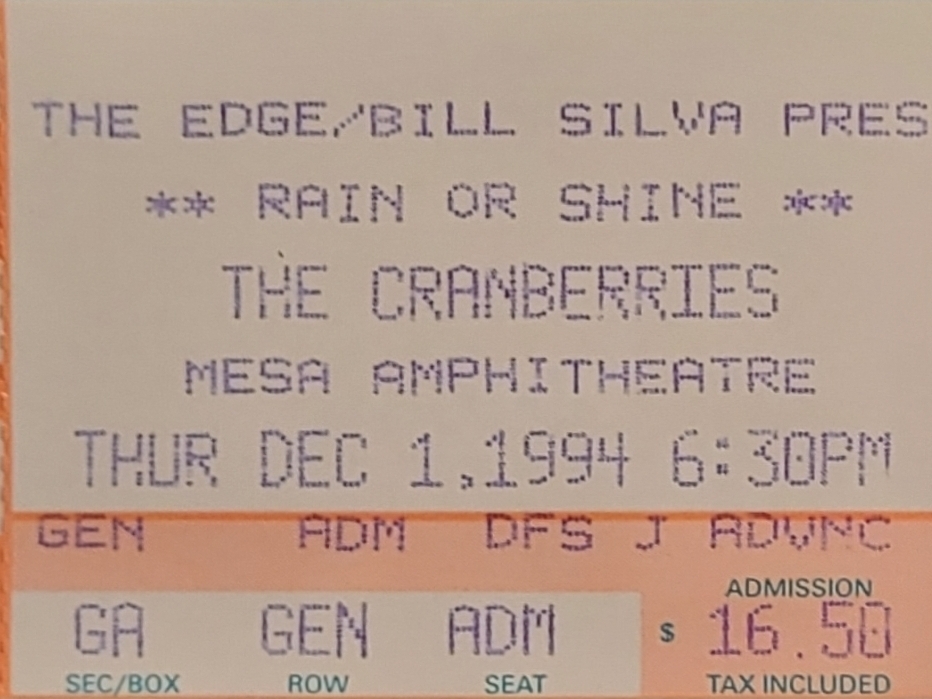 THE EDGE/BILL SILVA PRES
** RAIN OR SHINE **
THE CRANBERRIES
MESA AMPHITHEATRE
THUR DEC 1,1994 6:30PM
GEN ADM DFS J ADVNC
ADMISSION
GA GEN ADM $ 16.50
SEC/BOX ROW SEAT TAX INCLUDED